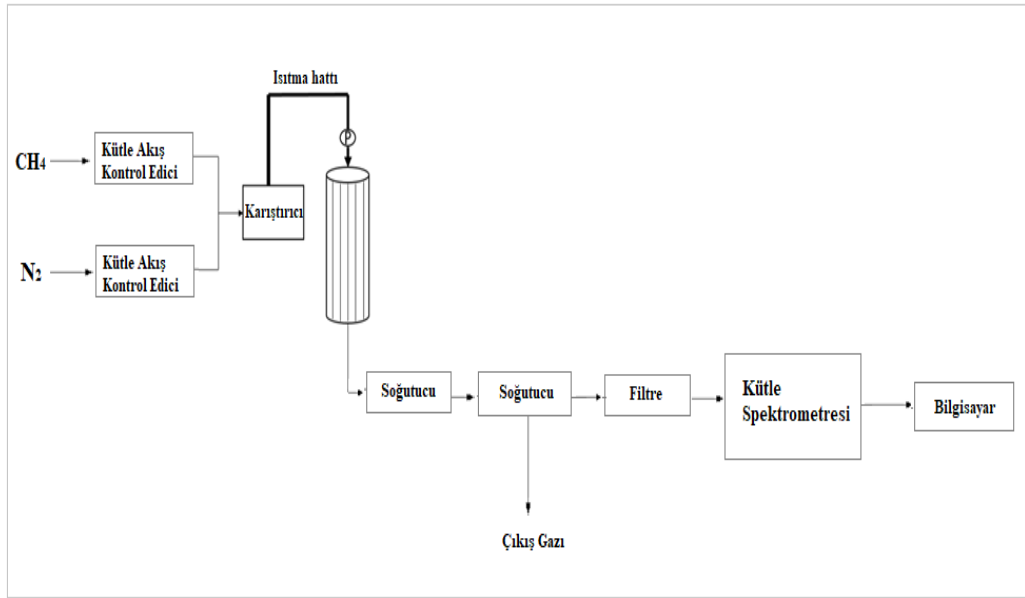 Isıtma hattı
P
CH4
Kütle Akış
Kontrol Edici
Karıştırıcı
N2
Kütle Akış
Kontrol Edici
Soğutucu
Soğutucu
Filtre
Kütle
Spektrometresi
Bilgisayar
Çıkış Gazı